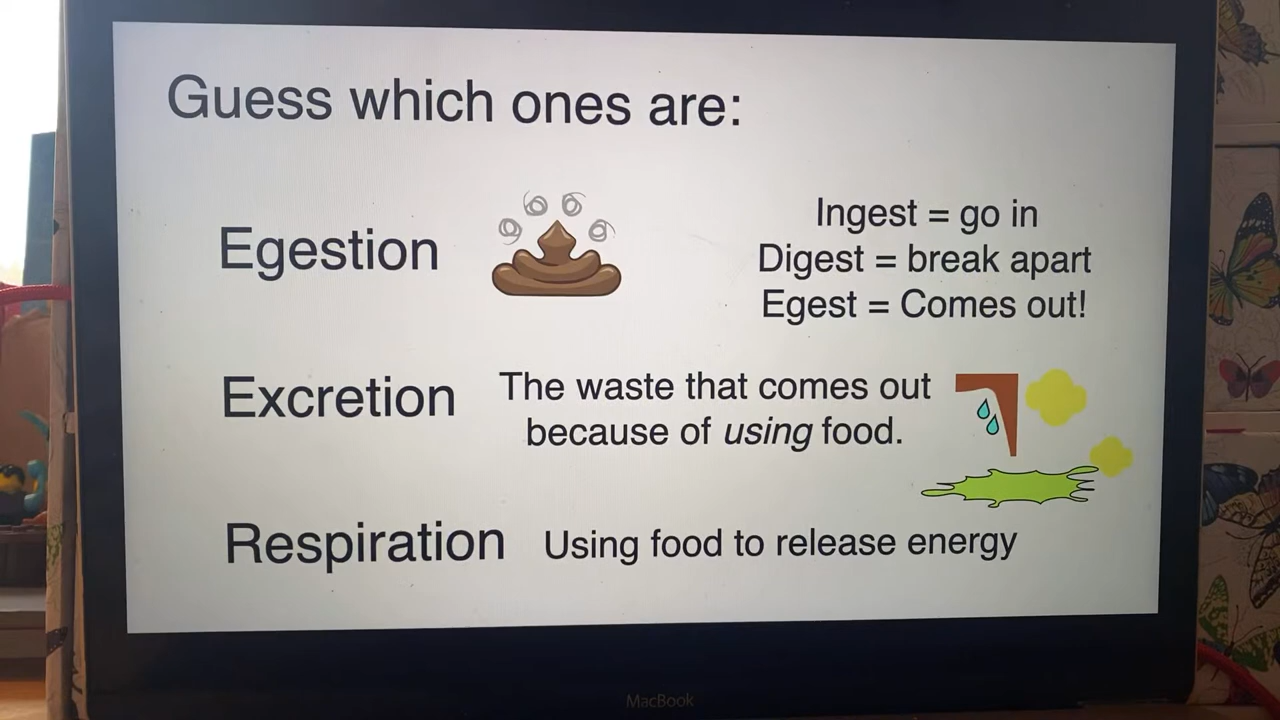 Guess which ones are:
Egestion
Ingest = go in
Digest = break apart
Egest = Comes out!
Excretion
The waste that comes out
because of using food.
Respiration
Using food to release energy
MacBook